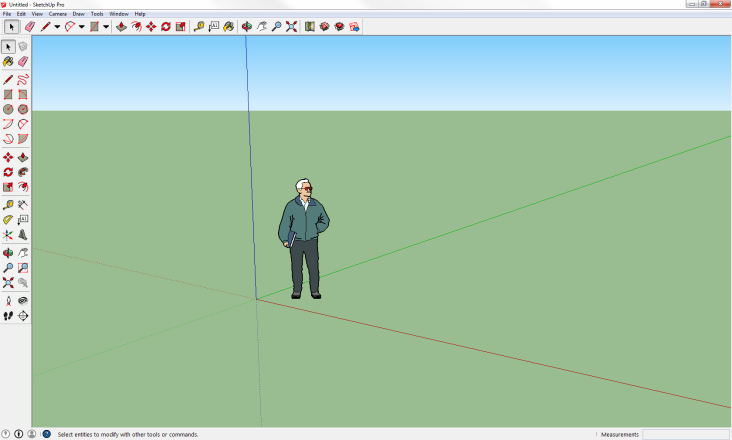 Untitled - SketchUp Pro
File Edit View Camera Draw Tools Window Help
Select entities to modify with other tools or commands.
Measurements